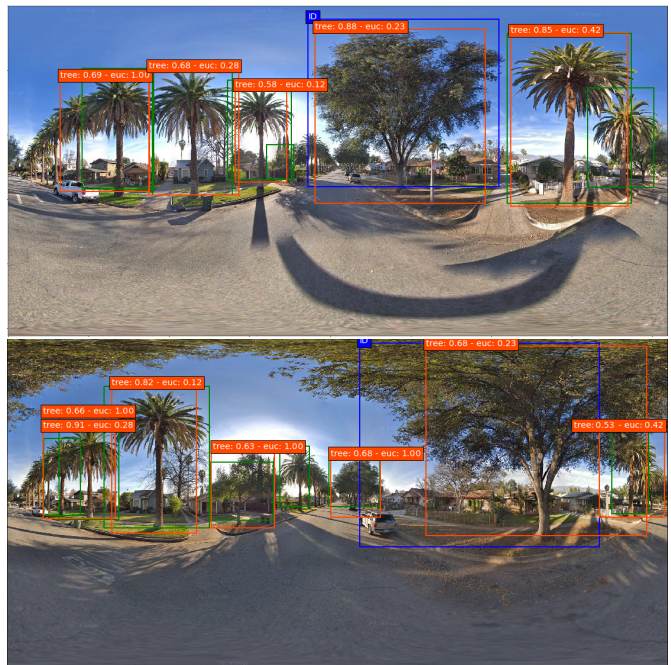 ID
tree: 0.88 - euc: 0.23
tree: 0.85 - euc: 0.42
tree: 0.68 - euc: 0.28
tree: 0.69 - euc: 1.00
tree: 0.58 - euc: 0.12
ID
tree: 0.68 - euc: 0.23
tree: 0.82 - euc: 0.12
tree: 0.66 - euc: 1.00
tree: 0.91 - euc: 0.28
tree: 0.53 - euc: 0.42
tree: 0.63 - euc: 1.00
tree: 0.68 - euc: 1.00